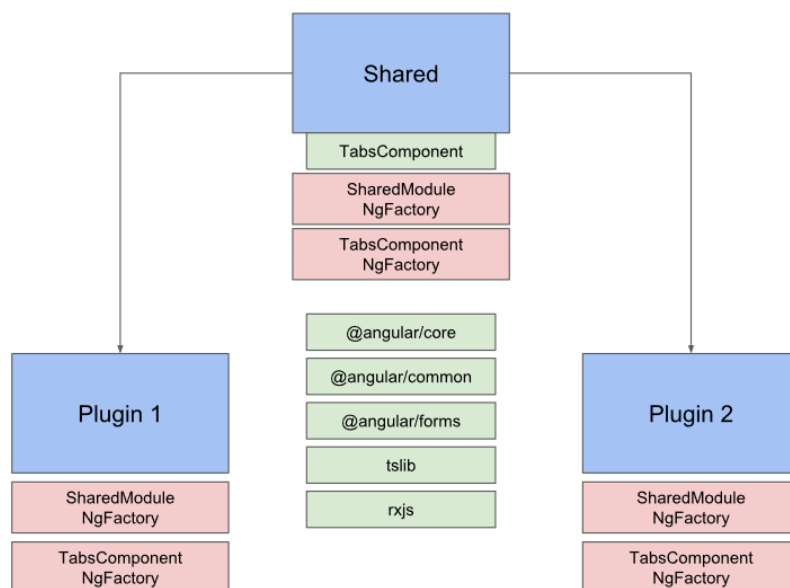 Shared
TabsComponent
SharedModule
NgFactory
TabsComponent
NgFactory
@angular/core
@angular/common
@angular/forms
tslib
rxjs
Plugin 1
SharedModule
NgFactory
TabsComponent
NgFactory
Plugin 2
SharedModule
NgFactory
TabsComponent
NgFactory